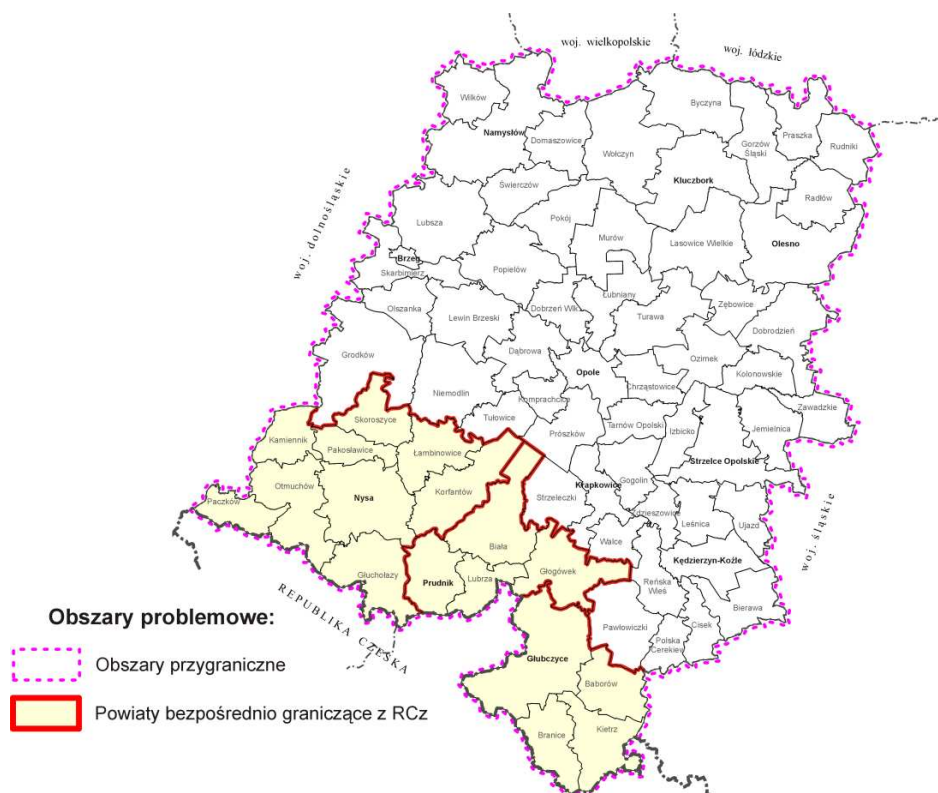 woj. wielkopolskie
woj. łódzkie
Wilków
Byczyna
Namysłów
Domaszowice
Praszka
Gorzów
Śląski
Rudniki
Wołczyn
Kluczbork
Świerczów
Radłów
Lubsza
Pokój
Murów
Lasowice Wielkie
Olesno
woj. dolnośląskie
Brzeg
Skarbimierz
Popielów
Olszanka
Lewin Brzeski
Dobrzeń Wlk.
Łubniany
Turawa
Zębowice
Dobrodzień
Grodków
Dąbrowa
Opole
Ozimek
Kolonowskie
Niemodlin
Komprachcice
Chrząstowice
Skoroszyce
Tułowice
Prószków
Tarnów Opolski
Izbicko
Jemielnica
Zawadzkie
Kamiennik
Pakosławice
Łambinowice
Strzelce Opolskie
Otmuchów
Nysa
Korfantów
Strzeleczki
Krapkowice
Gogolin
Zdzieszowice
Leśnica
Ujazd
woj. śląskie
Paczków
Biała
Walce
Kędzierzyn-Koźle
Głuchołazy
Prudnik
Lubrza
Głogówek
Reńska
Wieś
Bierawa
REPUBLIKA CZESKA
Pawłowiczki
Polska
Cerekiew
Cisek
Głubczyce
Baborów
Branice
Kietrz
Obszary problemowe:
Obszary przygraniczne
Powiaty bezpośrednio graniczące z RCz